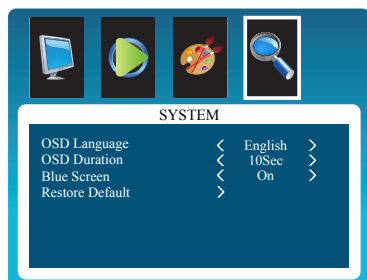 SYSTEM
OSD Language < English >
OSD Duration < 10Sec >
Blue Screen < On >
Restore Default >